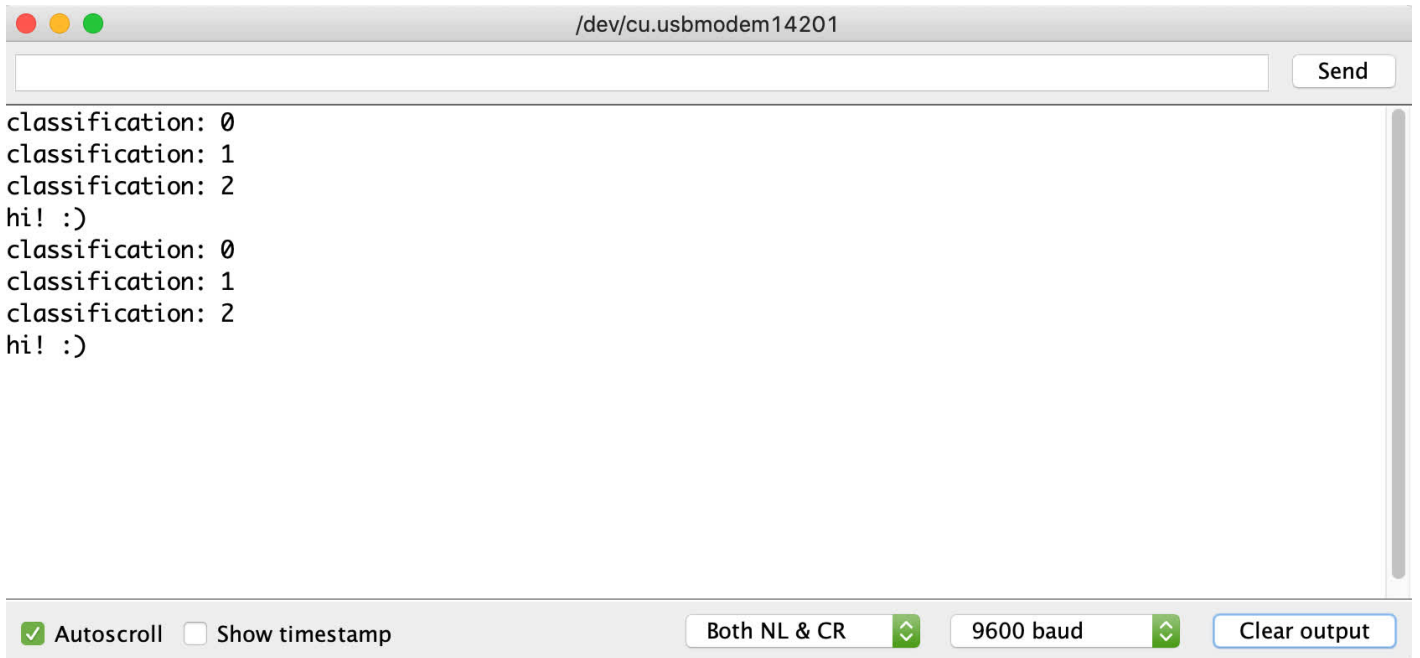 /dev/cu.usbmodem14201
Send
classification: 0
classification: 1
classification: 2
hi! :)
classification: 0
classification: 1
classification: 2
hi! :)
Autoscroll Show timestamp Both NL & CR 9600 baud Clear output